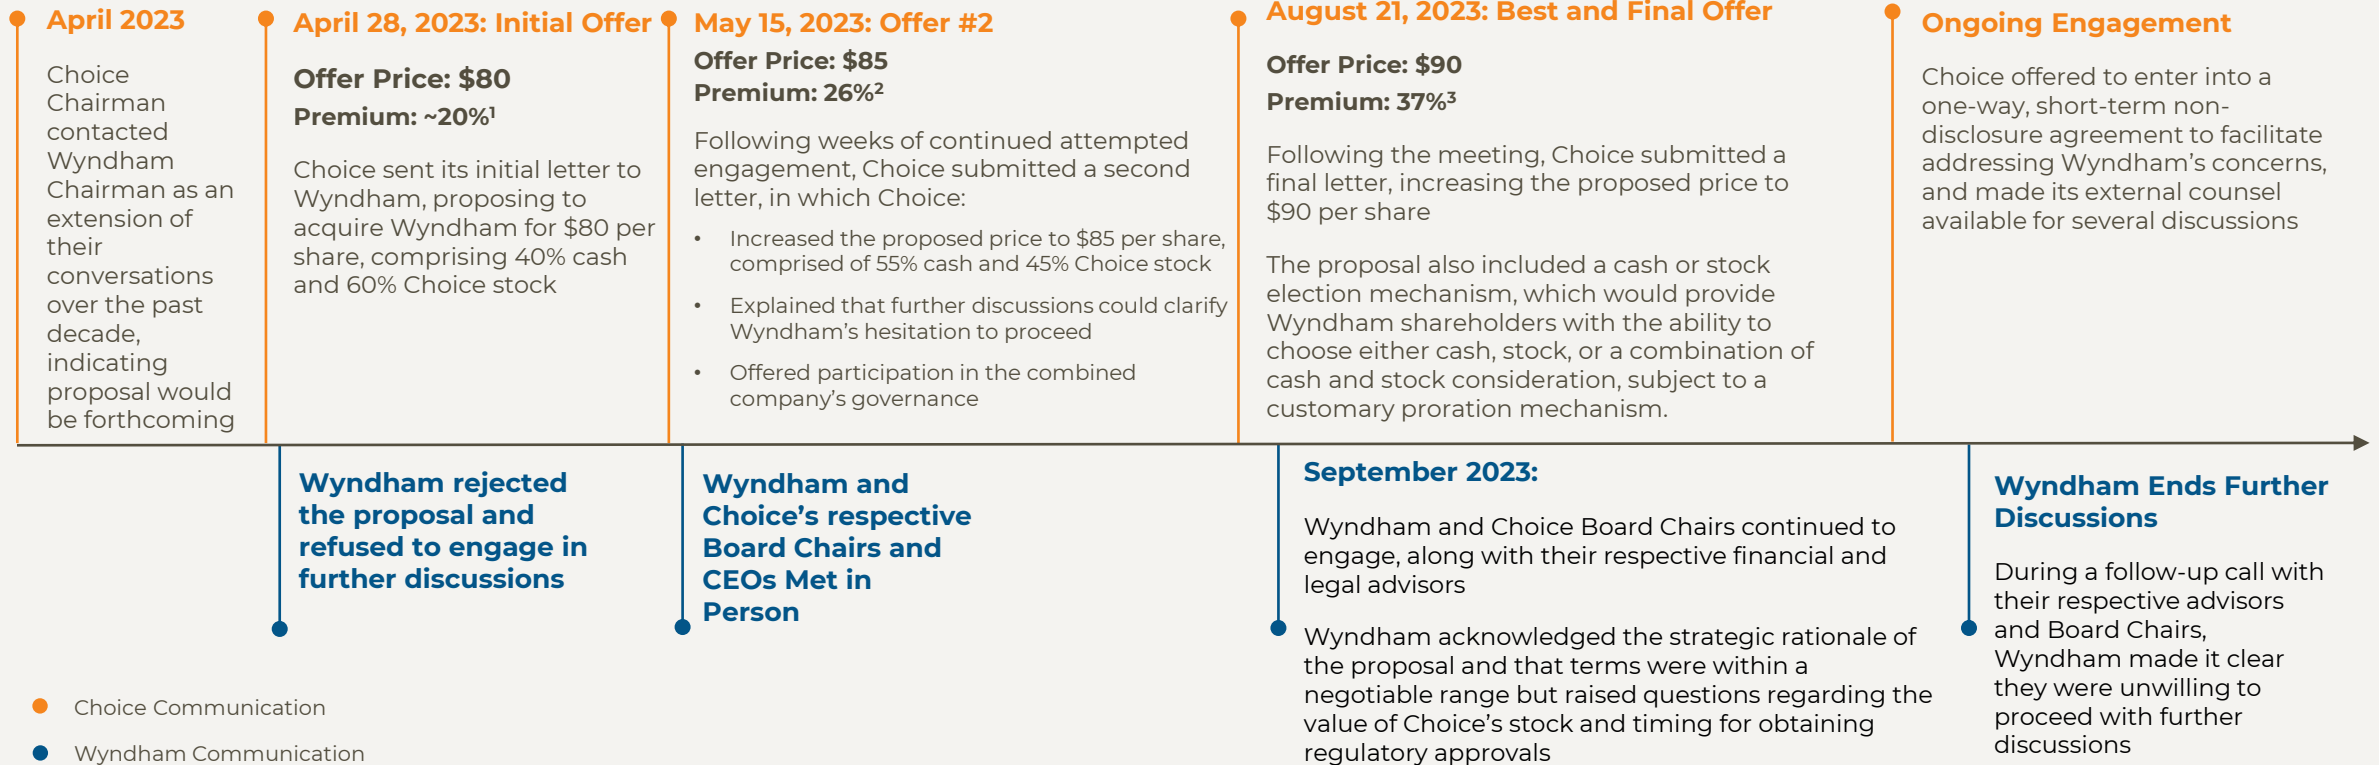 April 2023
Choice
Chairman
contacted
Wyndham
Chairman as an
extension of
their
conversations
over the past
decade,
indicating
proposal would
be forthcoming
April 28, 2023: Initial Offer
Offer Price: $80
Premium: ~20%¹
Choice sent its initial letter to
Wyndham, proposing to
acquire Wyndham for $80 per
share, comprising 40% cash
and 60% Choice stock
May 15, 2023: Offer #2
Offer Price: $85
Premium: 26%²
Following weeks of continued attempted
engagement, Choice submitted a second
letter, in which Choice:
• Increased the proposed price to $85 per share,
comprised of 55% cash and 45% Choice stock
• Explained that further discussions could clarify
Wyndham’s hesitation to proceed
• Offered participation in the combined
company’s governance
August 21, 2023: Best and Final Offer
Offer Price: $90
Premium: 37%³
Following the meeting, Choice submitted a
final letter, increasing the proposed price to
$90 per share
The proposal also included a cash or stock
election mechanism, which would provide
Wyndham shareholders with the ability to
choose either cash, stock, or a combination of
cash and stock consideration, subject to a
customary proration mechanism.
Ongoing Engagement
Choice offered to enter into a
one-way, short-term non-
disclosure agreement to facilitate
addressing Wyndham’s concerns,
and made its external counsel
available for several discussions
Wyndham rejected
the proposal and
refused to engage in
further discussions
Wyndham and
Choice’s respective
Board Chairs and
CEOs Met in
Person
September 2023:
Wyndham and Choice Board Chairs continued to
engage, along with their respective financial and
legal advisors
Wyndham acknowledged the strategic rationale of
the proposal and that terms were within a
negotiable range but raised questions regarding the
value of Choice’s stock and timing for obtaining
regulatory approvals
Wyndham Ends Further
Discussions
During a follow-up call with
their respective advisors
and Board Chairs,
Wyndham made it clear
they were unwilling to
proceed with further
discussions
Choice Communication
Wyndham Communication